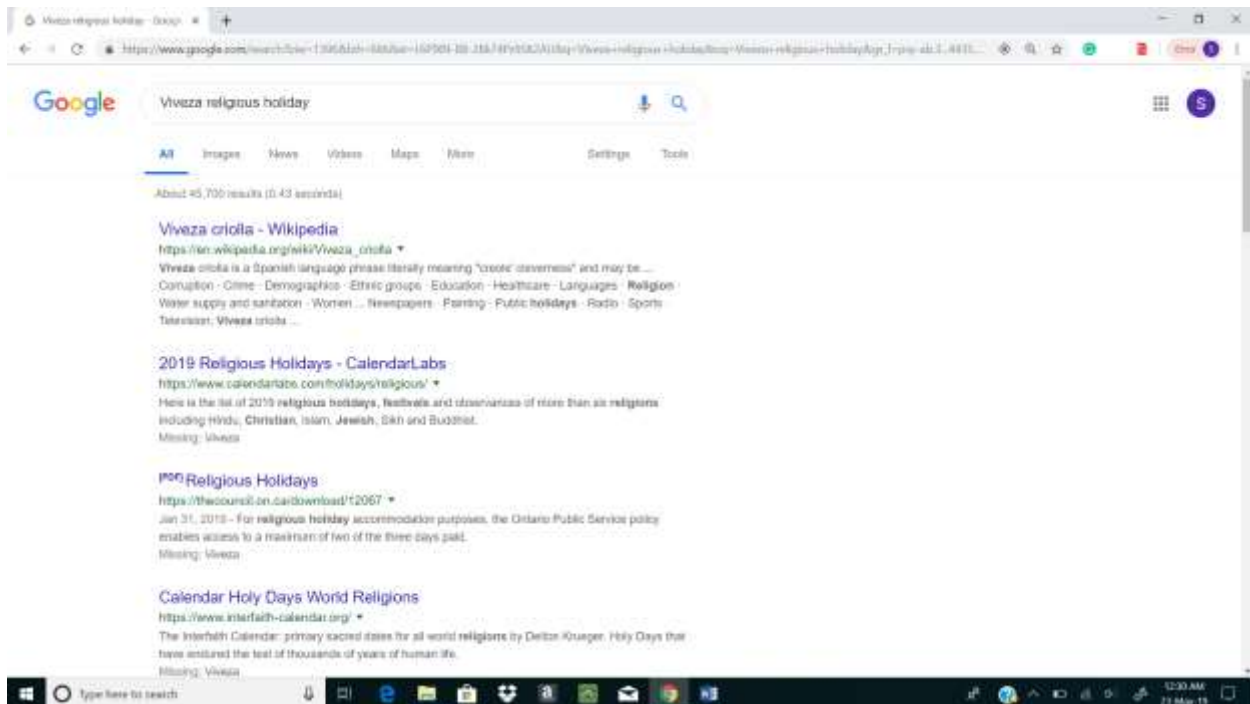 Viveza religious holiday - Googl
https://www.google.com/
Google
Viveza religious holiday
S
All Images News Videos Maps More Settings Tools
About 45,700 results (0.43 seconds)
Viveza criolla - Wikipedia
https://en.wikipedia.org/wiki/Viveza_criolla
Viveza criolla is a Spanish language phrase literally meaning "creole' cleverness" and may be ...
Corruption · Crime · Demographics · Ethnic groups · Education · Healthcare · Languages · Religion ·
Water supply and sanitation · Women ... Newspapers · Painting · Public holidays · Radio · Sports ·
Television, Viveza criolla ...
2019 Religious Holidays - CalendarLabs
https://www.calendarlabs.com/holidays/religious/
Here is the list of 2019 religious holidays, festivals and observances of more than six religions
including Hindu, Christian, Islam, Jewish, Sikh and Buddhist.
Missing: Viveza
[PDF] Religious Holidays
https://thecouncil.on.ca/download/12067
Jan 31, 2019 - For religious holiday accommodation purposes, the Ontario Public Service policy
enables access to a maximum of two of the three days paid.
Missing: Viveza
Calendar Holy Days World Religions
https://www.interfaith-calendar.org/
The Interfaith Calendar: primary sacred dates for all world religions by Delton Krueger. Holy Days that
have endured the test of thousands of years of human life.
Missing: Viveza
Type here to search
12:30 AM